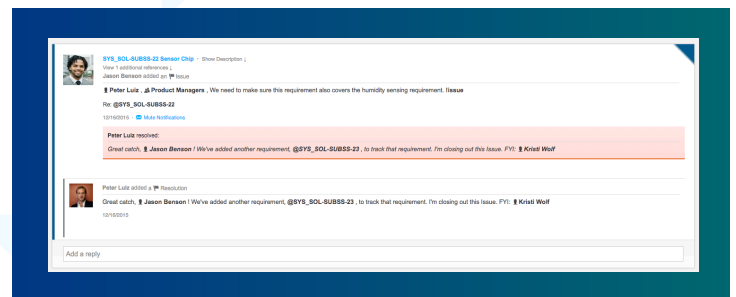 SYS_SOL-SUBSS-22 Sensor Chip · Show Description ↓
View 1 additional references ↓
Jason Benson added an Issue
Peter Luiz , Product Managers , We need to make sure this requirement also covers the humidity sensing requirement. !issue
Re: @SYS_SOL-SUBSS-22
12/16/2015 · Mute Notifications
Peter Luiz resolved:
Great catch, Jason Benson ! We've added another requirement, @SYS_SOL-SUBSS-23 , to track that requirement. I'm closing out this Issue. FYI: Kristi Wolf
Peter Luiz added a Resolution
Great catch, Jason Benson ! We've added another requirement, @SYS_SOL-SUBSS-23 , to track that requirement. I'm closing out this Issue. FYI: Kristi Wolf
12/16/2015
Add a reply